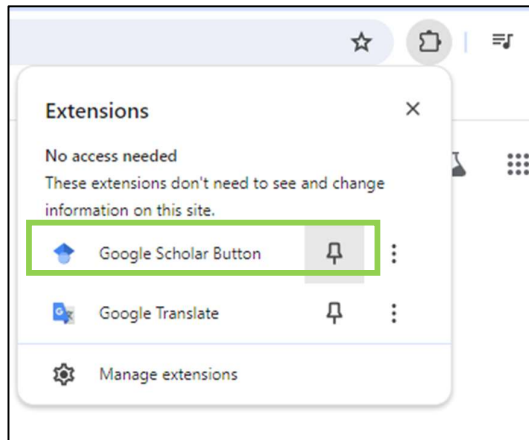 Extensions
No access needed
These extensions don't need to see and change
information on this site.
Google Scholar Button
Google Translate
Manage extensions